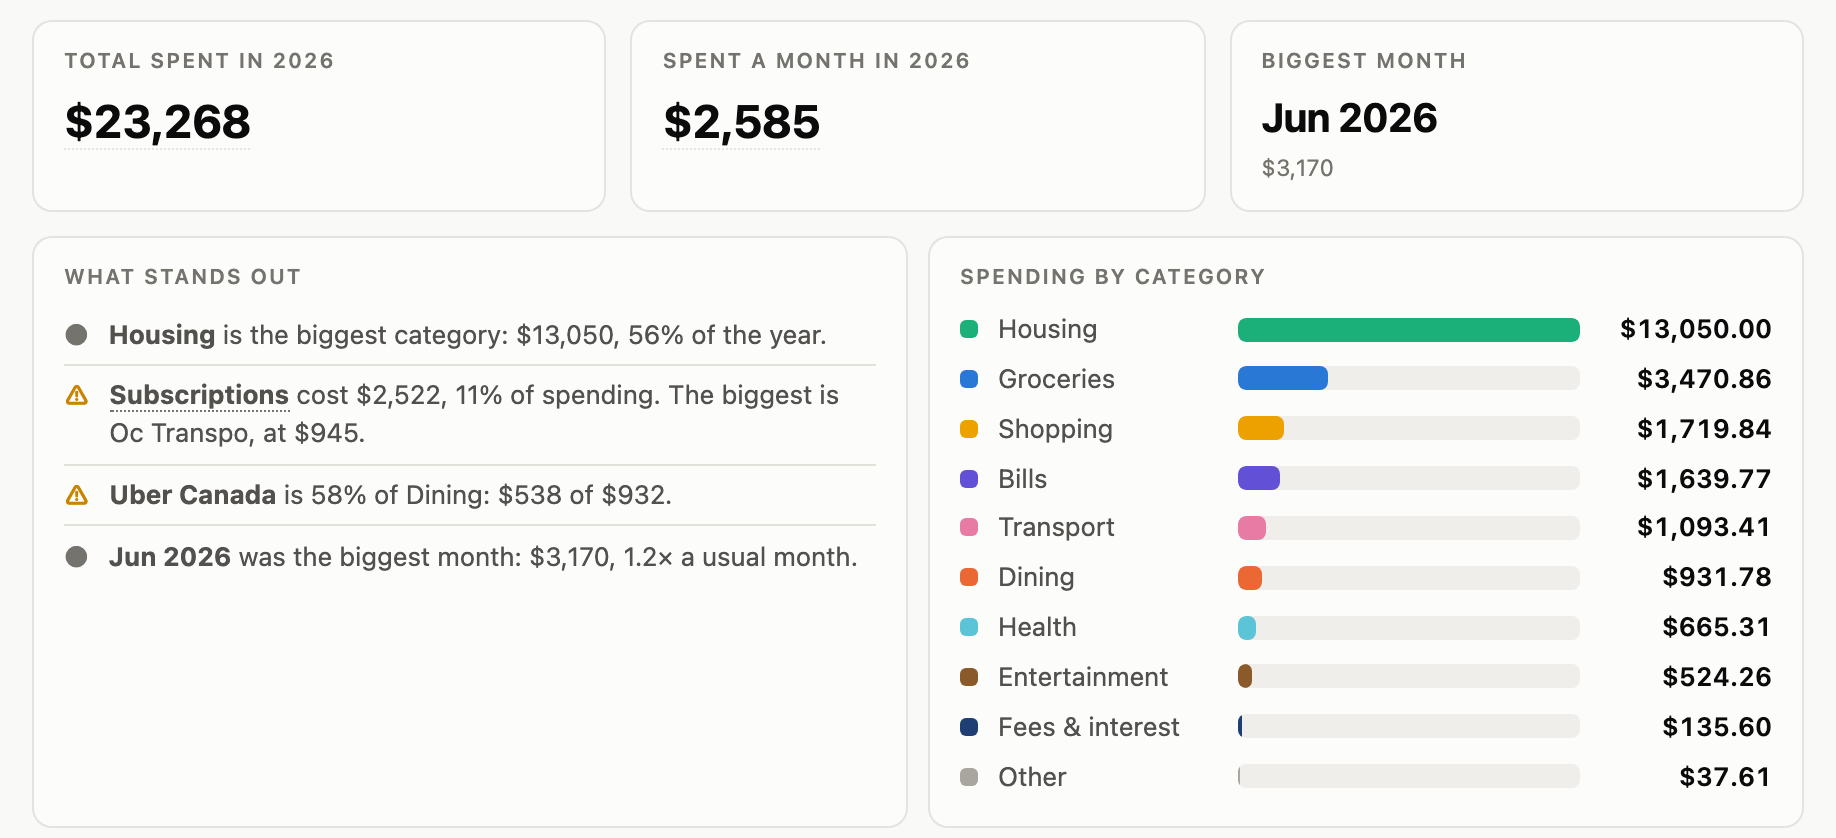 TOTAL SPENT IN 2026
$23,268
SPENT A MONTH IN 2026
$2,585
BIGGEST MONTH
Jun 2026
$3,170
WHAT STANDS OUT
Housing is the biggest category: $13,050, 56% of the year.
Subscriptions cost $2,522, 11% of spending. The biggest is
Oc Transpo, at $945.
Uber Canada is 58% of Dining: $538 of $932.
Jun 2026 was the biggest month: $3,170, 1.2× a usual month.
SPENDING BY CATEGORY
Housing $13,050.00
Groceries $3,470.86
Shopping $1,719.84
Bills $1,639.77
Transport $1,093.41
Dining $931.78
Health $665.31
Entertainment $524.26
Fees & interest $135.60
Other $37.61